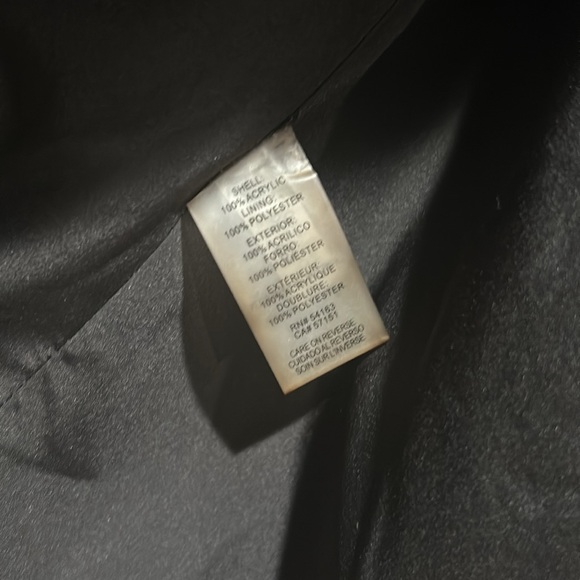 SHELL
100% ACRYLIC
LINING
100% POLYESTER
EXTERIOR
100% ACRILICO
FORRO
100% POLIÉSTER
EXTÉRIEUR
100% ACRYLIQUE
DOUBLURE
100% POLYESTER
RN# 54163
CA# 57151
CARE ON REVERSE
CUIDADO AL REVERSO
SOIN SUR L'INVERSE